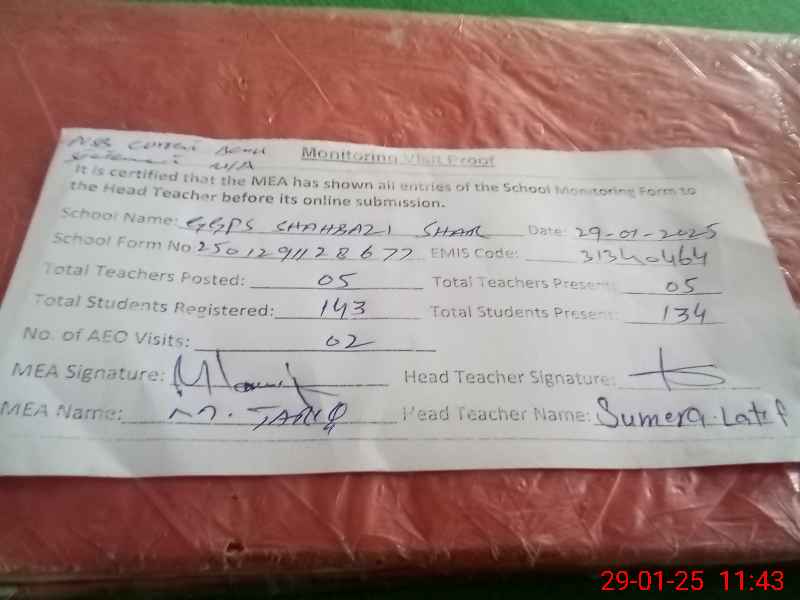 NSB current
N/A
Monitoring Visit Proof
It is certified that the MEA has shown all entries of the School Monitoring Form to
the Head Teacher before its online submission.
School Name: GGPS SHAHBAZI SHAR Date: 29-01-2025
School Form No 2501291128677 EMIS Code: 31340464
Total Teachers Posted: 05 Total Teachers Present: 05
Total Students Registered: 143 Total Students Present: 134
No. of AEO Visits: 02
MEA Signature: Head Teacher Signature:
MEA Name: M. TARIQ Head Teacher Name: Sumera Latif
29-01-25 11:43